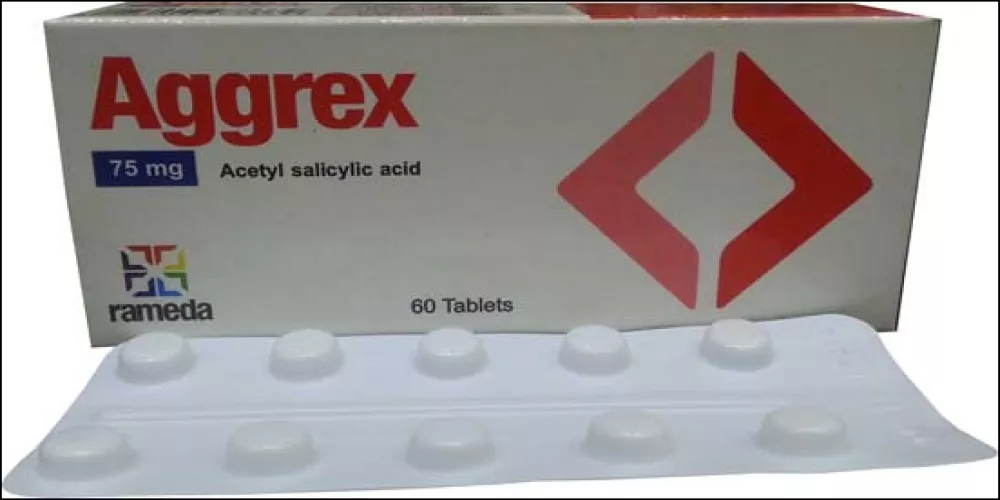 Aggrex
75 mg
Acetyl salicylic acid
rameda
60 Tablets